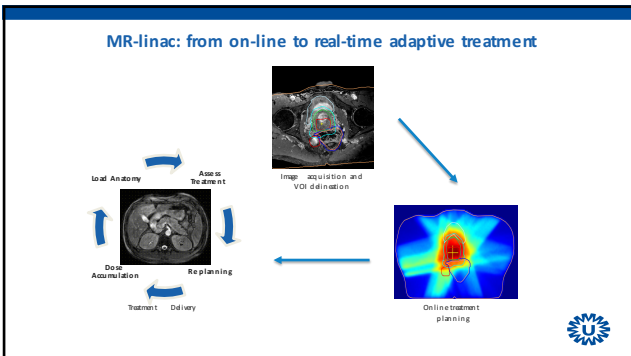 MR-linac: from on-line to real-time adaptive treatment
Image acquisition and
VOI delineation
Load Anatomy
Assess
Treatment
Dose
Accumulation
Replanning
Treatment Delivery
Online treatment
planning
U